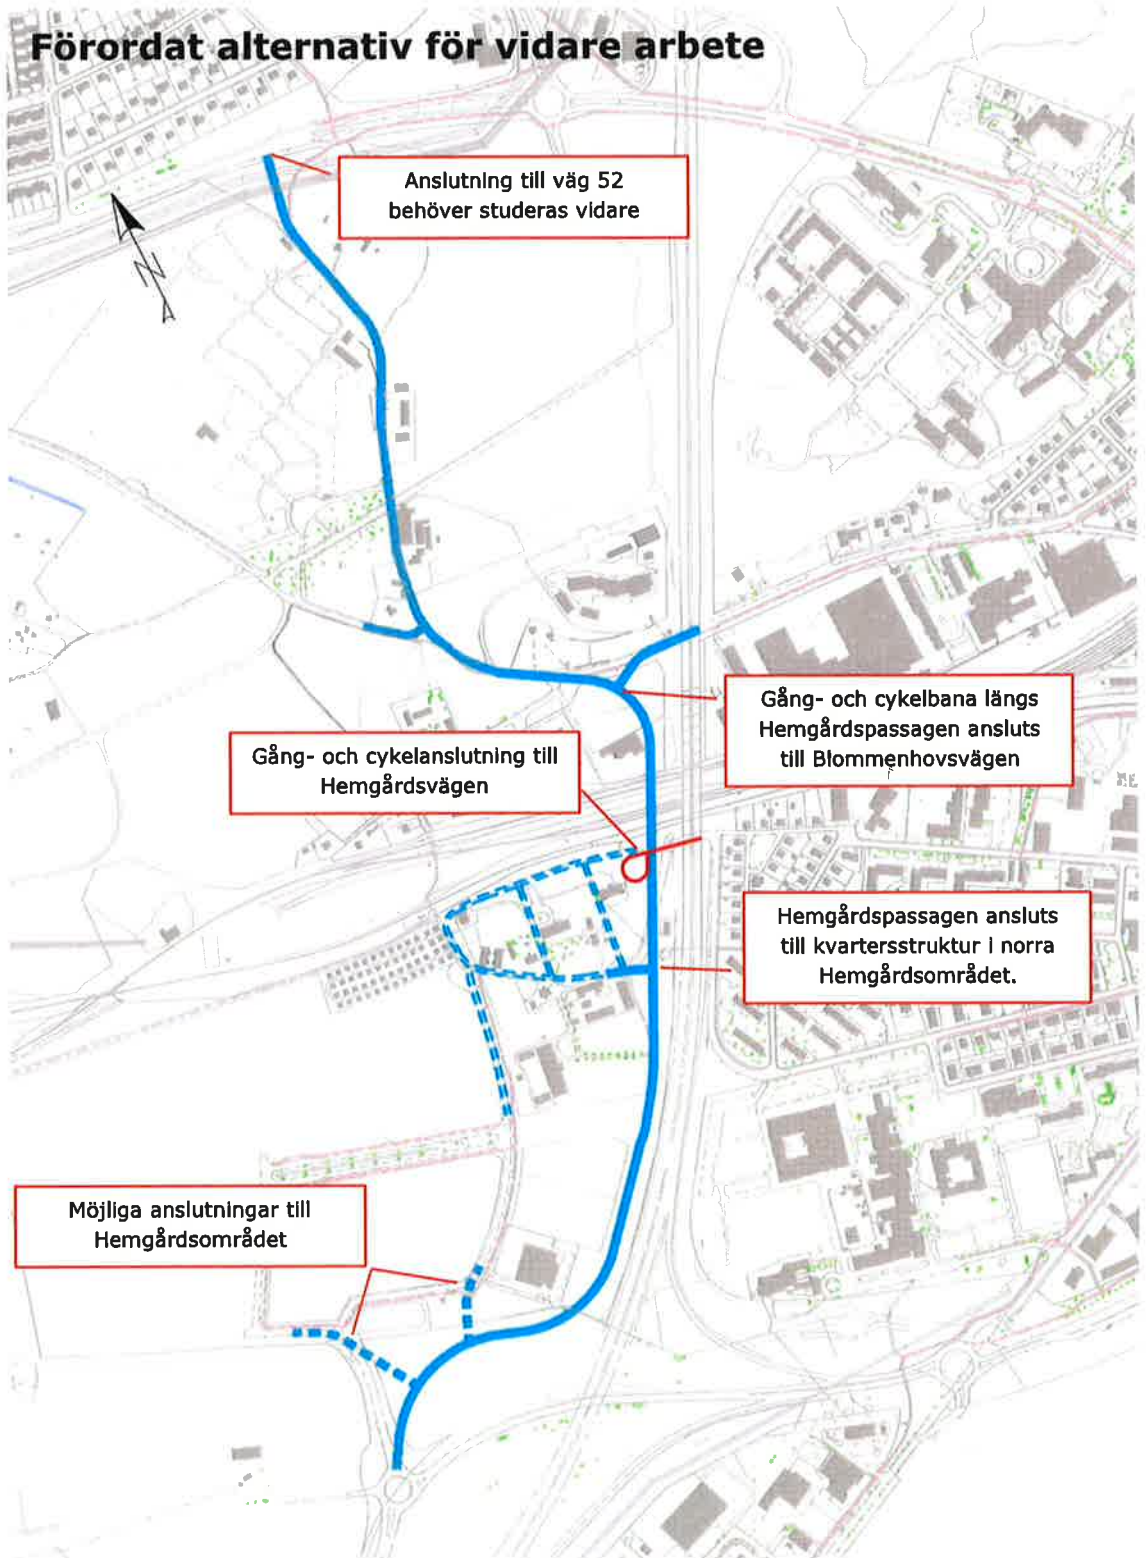 Förordat alternativ för vidare arbete
Anslutning till väg 52
behöver studeras vidare
Gång- och cykelbana längs
Hemgårdspassagen ansluts
till Blommenhovsvägen
Gång- och cykelanslutning till
Hemgårdsvägen
Hemgårdspassagen ansluts
till kvartersstruktur i norra
Hemgårdsområdet.
Möjliga anslutningar till
Hemgårdsområdet